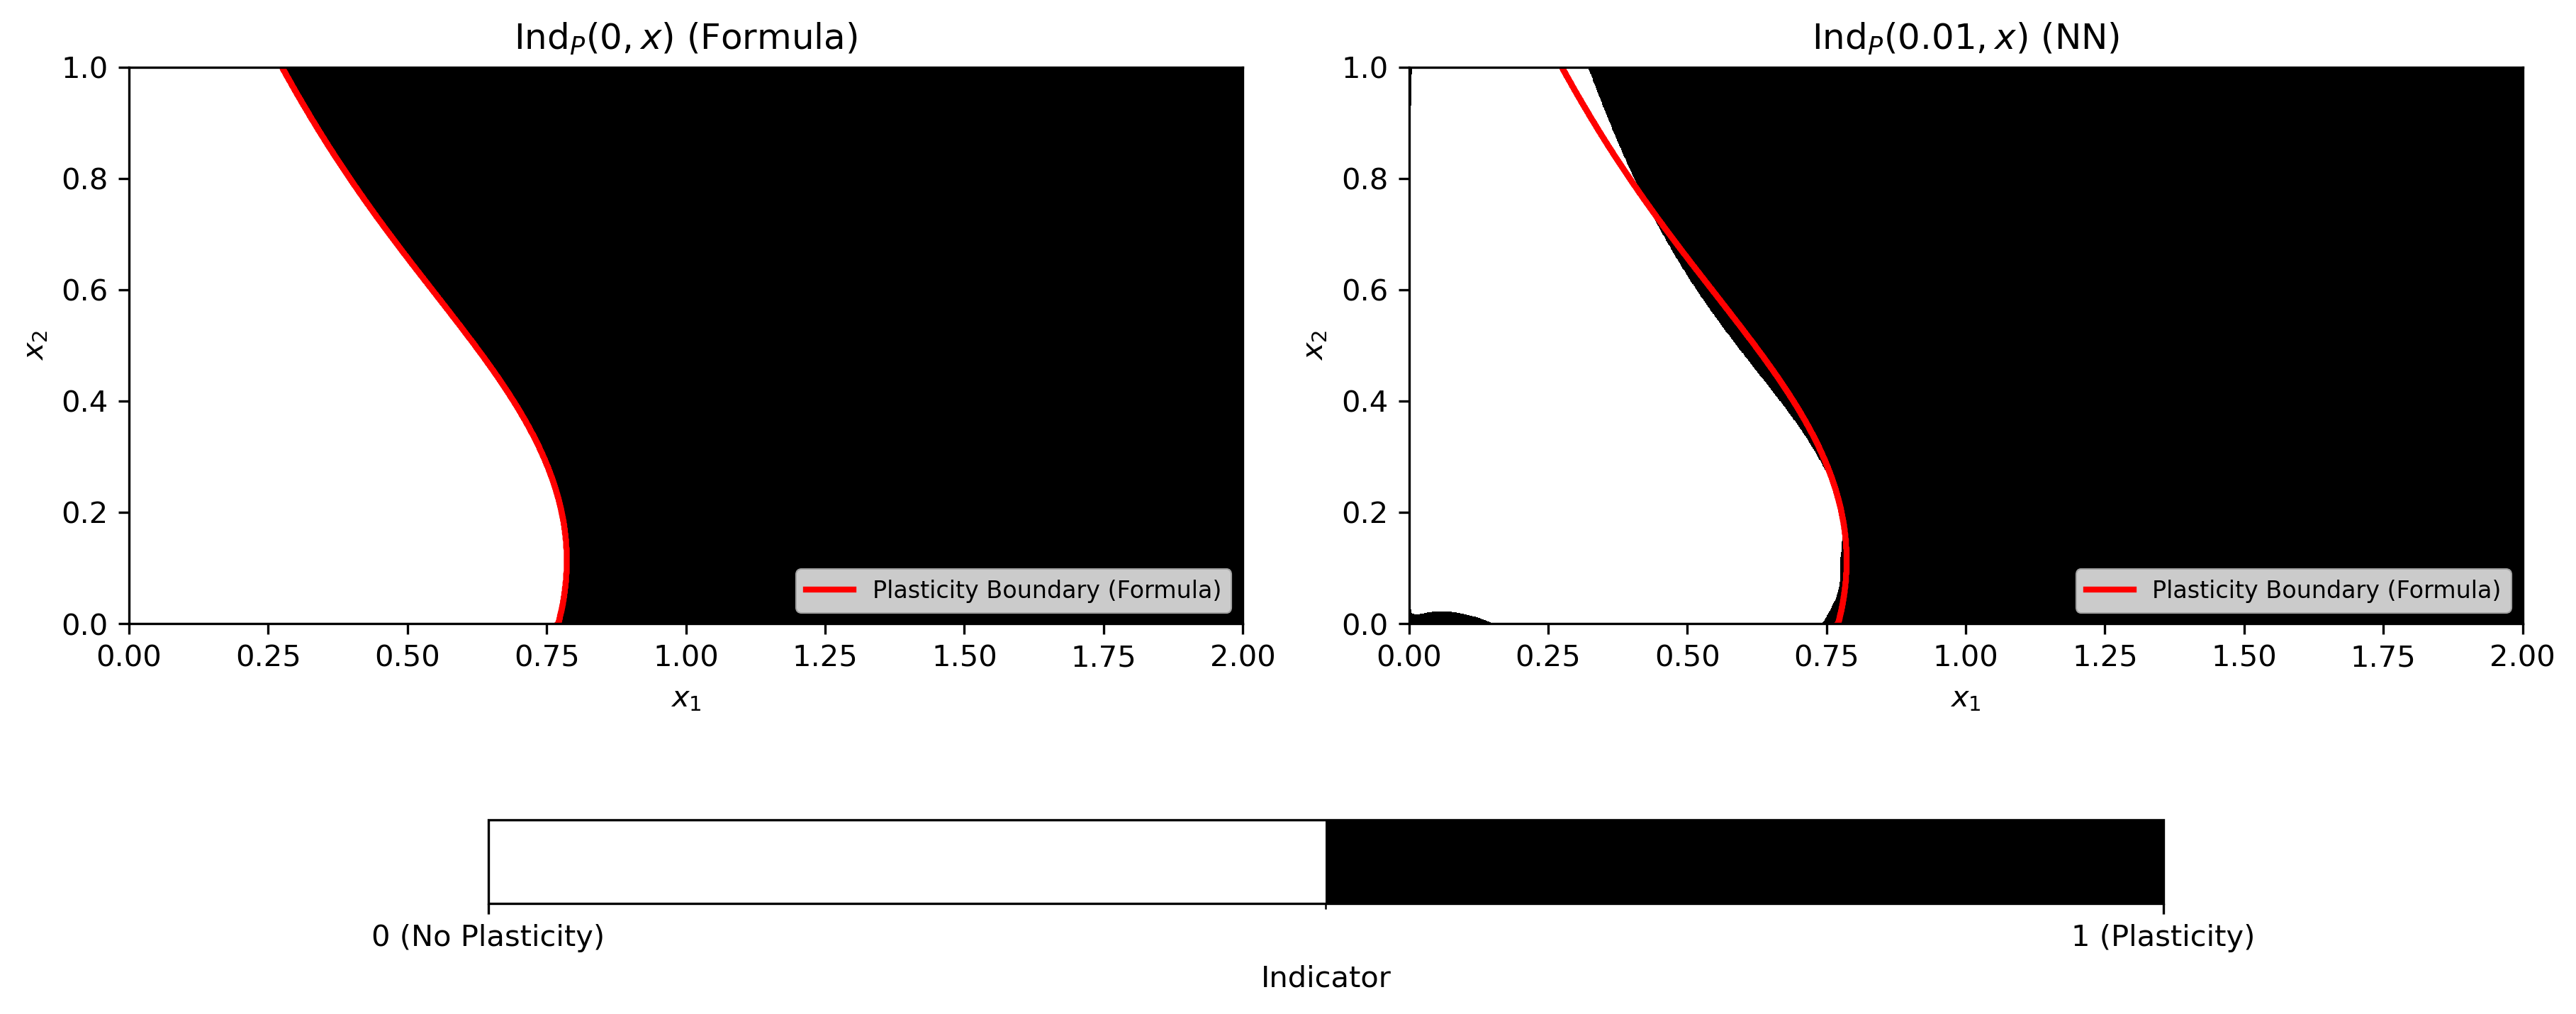 Ind_P(0, x) (Formula)
1.0
0.8
0.6
0.4
0.2
0.0
x₂
0.00 0.25 0.50 0.75 1.00 1.25 1.50 1.75 2.00
x₁
Plasticity Boundary (Formula)
Ind_P(0.01, x) (NN)
1.0
0.8
0.6
0.4
0.2
0.0
x₂
0.00 0.25 0.50 0.75 1.00 1.25 1.50 1.75 2.00
x₁
Plasticity Boundary (Formula)
0 (No Plasticity) 1 (Plasticity)
Indicator